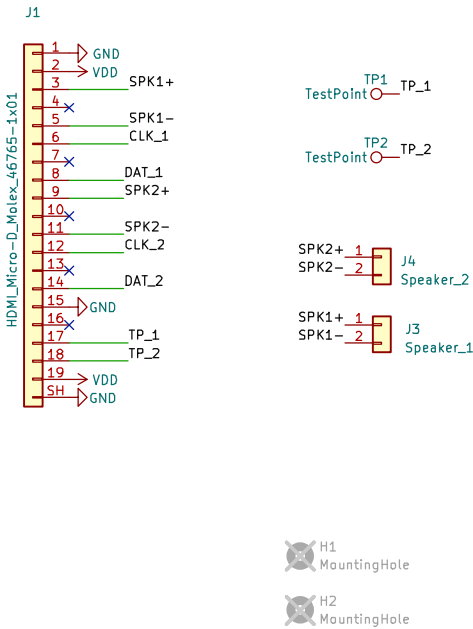 J1
HDMI_Micro-D_Molex_46765-1x01
1 GND
2 VDD
3 SPK1+
4
5 SPK1-
6 CLK_1
7
8 DAT_1
9 SPK2+
10
11 SPK2-
12 CLK_2
13
14 DAT_2
15 GND
16
17 TP_1
18 TP_2
19 VDD
SH GND
TP1
TestPoint TP_1
TP2
TestPoint TP_2
SPK2+ 1
SPK2- 2
J4
Speaker_2
SPK1+ 1
SPK1- 2
J3
Speaker_1
H1
MountingHole
H2
MountingHole